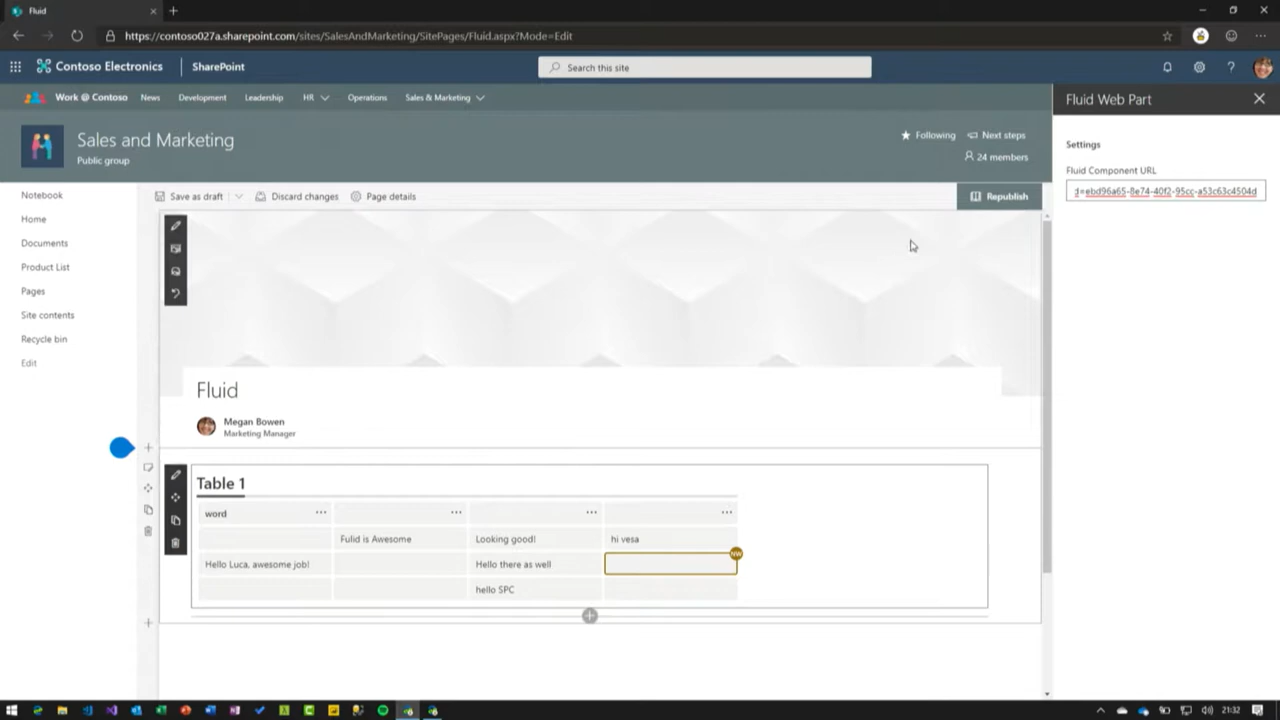 Fluid
https://contoso027a.sharepoint.com/sites/SalesAndMarketing/SitePages/Fluid.aspx?Mode=Edit
Contoso Electronics
SharePoint
Search this site
Work @ Contoso
News
Development
Leadership
HR
Operations
Sales & Marketing
Fluid Web Part
Sales and Marketing
Public group
Following
Next steps
24 members
Settings
Fluid Component URL
d=ebd96a65-8e74-40f2-95cc-a53c63c4504d
Notebook
Home
Documents
Product List
Pages
Site contents
Recycle bin
Edit
Save as draft
Discard changes
Page details
Republish
Fluid
Megan Bowen
Marketing Manager
Table 1
word
Fulid is Awesome
Looking good!
hi vesa
NW
Hello Luca, awesome job!
Hello there as well
hello SPC
21:32